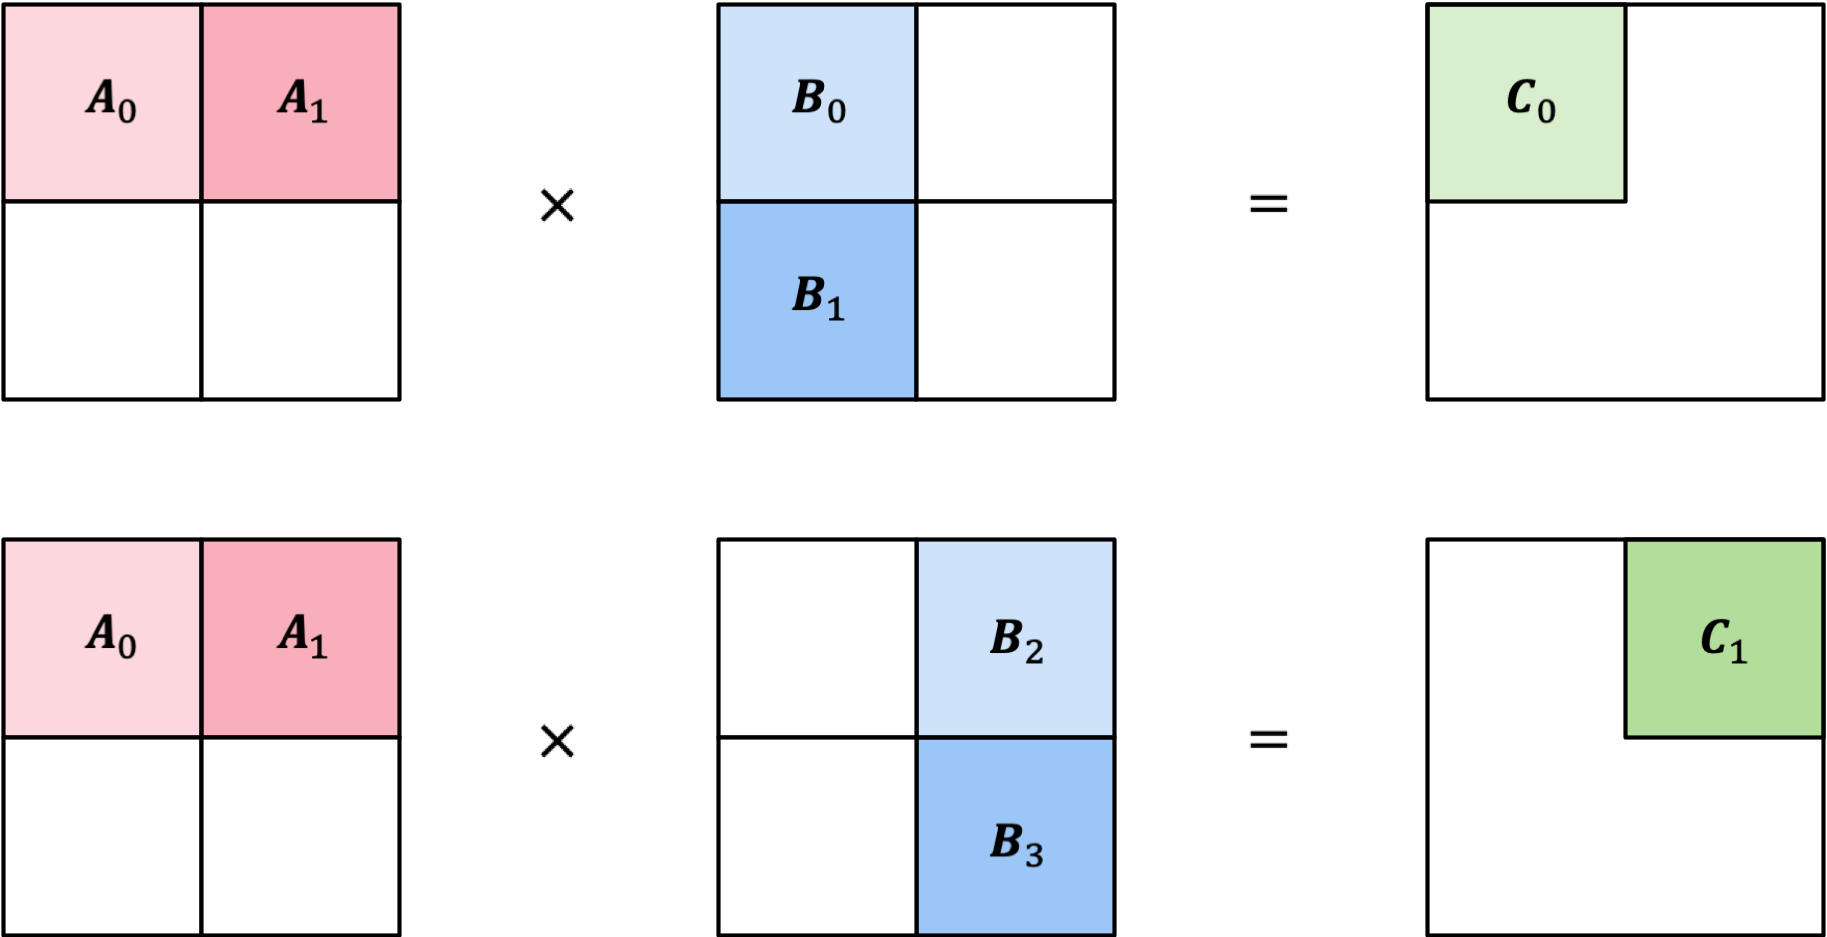 A₀ A₁ × B₀ = C₀
B₁
A₀ A₁ × B₂ = C₁
B₃